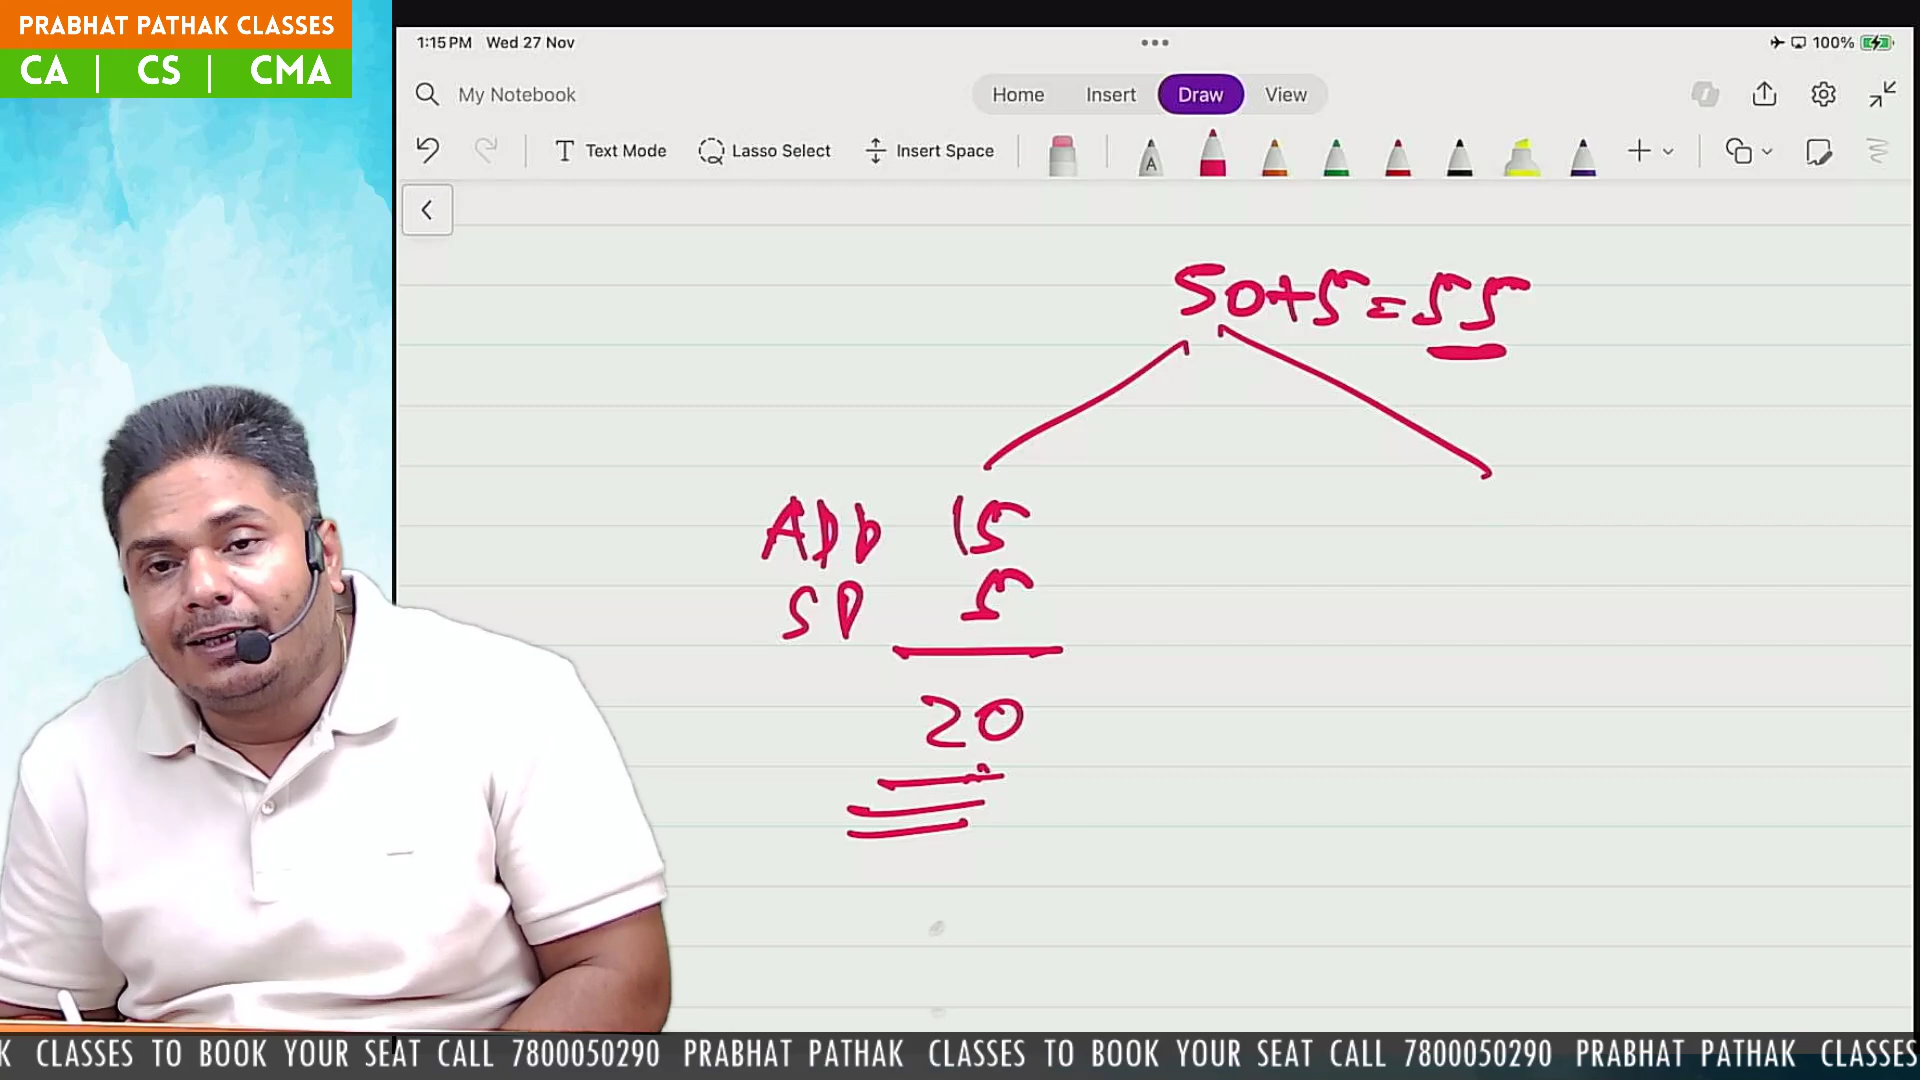 PRABHAT PATHAK CLASSES
CA | CS | CMA
1:15 PM Wed 27 Nov
100%
My Notebook
Home Insert Draw View
Text Mode Lasso Select Insert Space
A
50+5=55
ADD 15
SD 5
20
K CLASSES TO BOOK YOUR SEAT CALL 7800050290 PRABHAT PATHAK CLASSES TO BOOK YOUR SEAT CALL 7800050290 PRABHAT PATHAK CLASSES